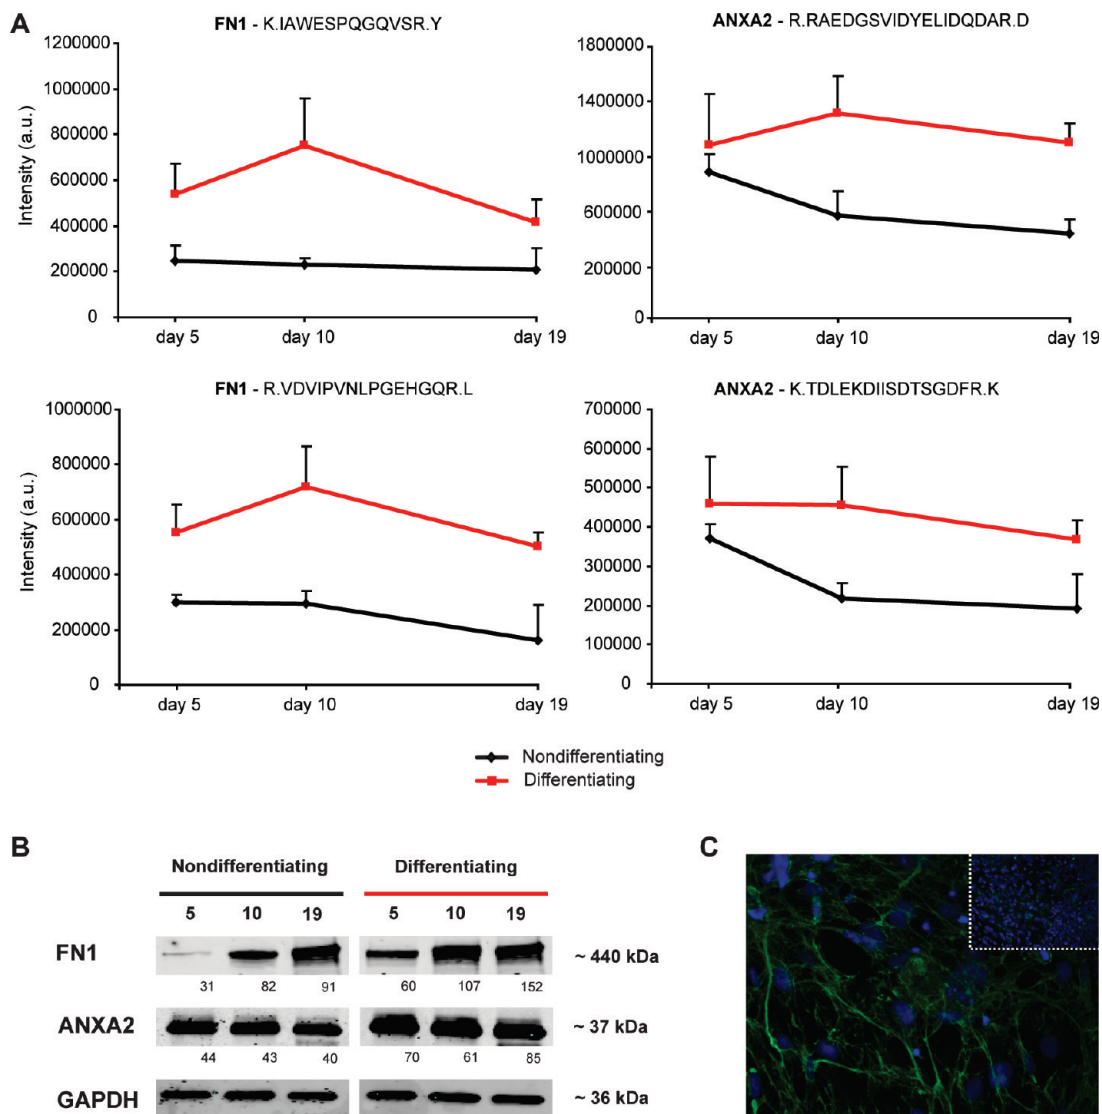 A
FN1 - K.IAWESPQGQVSR.Y
Intensity (a.u.)
1200000
1000000
800000
600000
400000
200000
0
day 5 day 10 day 19
ANXA2 - R.RAEDGSVIDYELIDQDAR.D
1800000
1400000
1000000
600000
200000
0
day 5 day 10 day 19
FN1 - R.VDVIPVNLPGEHGQR.L
Intensity (a.u.)
1000000
800000
600000
400000
200000
0
day 5 day 10 day 19
ANXA2 - K.TDLEKDIISDTSGDFR.K
700000
600000
500000
400000
300000
200000
100000
0
day 5 day 10 day 19
Nondifferentiating
Differentiating
B
Nondifferentiating Differentiating
5 10 19 5 10 19
FN1 ~ 440 kDa
31 82 91 60 107 152
ANXA2 ~ 37 kDa
44 43 40 70 61 85
GAPDH ~ 36 kDa
C